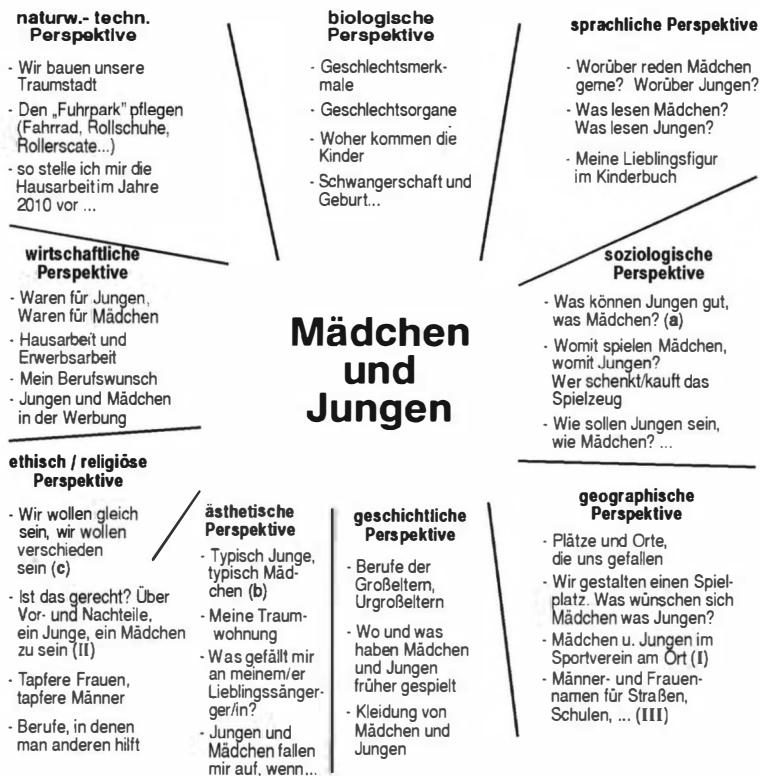 naturw.- techn.
Perspektive
- Wir bauen unsere
Traumstadt
- Den „Fuhrpark" pflegen
(Fahrrad, Rollschuhe,
Rollerscate...)
- so stelle ich mir die
Hausarbeit im Jahre
2010 vor ...
biologische
Perspektive
- Geschlechtsmerk-
male
- Geschlechtsorgane
- Woher kommen die
Kinder
- Schwangerschaft und
Geburt...
sprachliche Perspektive
- Worüber reden Mädchen
gerne? Worüber Jungen?
- Was lesen Mädchen?
Was lesen Jungen?
- Meine Lieblingsfigur
im Kinderbuch
wirtschaftliche
Perspektive
- Waren für Jungen,
Waren für Mädchen
- Hausarbeit und
Erwerbsarbeit
- Mein Berufswunsch
- Jungen und Mädchen
in der Werbung
Mädchen
und
Jungen
soziologische
Perspektive
- Was können Jungen gut,
was Mädchen? (a)
- Womit spielen Mädchen,
womit Jungen?
Wer schenkt/kauft das
Spielzeug
- Wie sollen Jungen sein,
wie Mädchen? ...
ethisch / religiöse
Perspektive
- Wir wollen gleich
sein, wir wollen
verschieden
sein (c)
- Ist das gerecht? Über
Vor- und Nachteile,
ein Junge, ein Mädchen
zu sein (II)
- Tapfere Frauen,
tapfere Männer
- Berufe, in denen
man anderen hilft
ästhetische
Perspektive
- Typisch Junge,
typisch Mäd-
chen (b)
- Meine Traum-
wohnung
- Was gefällt mir
an meinem/er
Lieblingssänger-
ger/in?
- Jungen und
Mädchen fallen
mir auf, wenn...
geschichtliche
Perspektive
- Berufe der
Großeltern,
Urgroßeltern
- Wo und was
haben Mädchen
und Jungen
früher gespielt
- Kleidung von
Mädchen und
Jungen
geographische
Perspektive
- Plätze und Orte,
die uns gefallen
- Wir gestalten einen Spiel-
platz. Was wünschen sich
Mädchen was Jungen?
- Mädchen u. Jungen im
Sportverein am Ort (I)
- Männer- und Frauen-
namen für Straßen,
Schulen, ... (III)